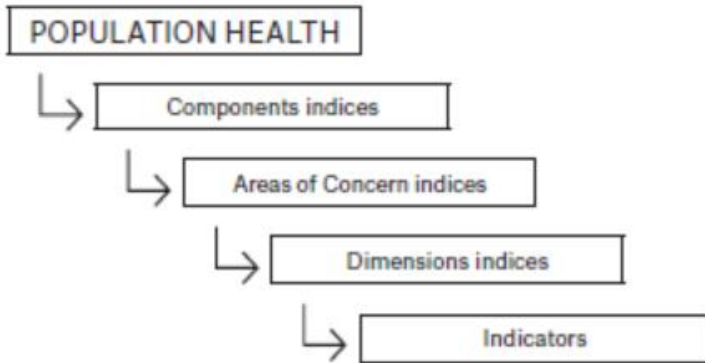 POPULATION HEALTH
Components indices
Areas of Concern indices
Dimensions indices
Indicators